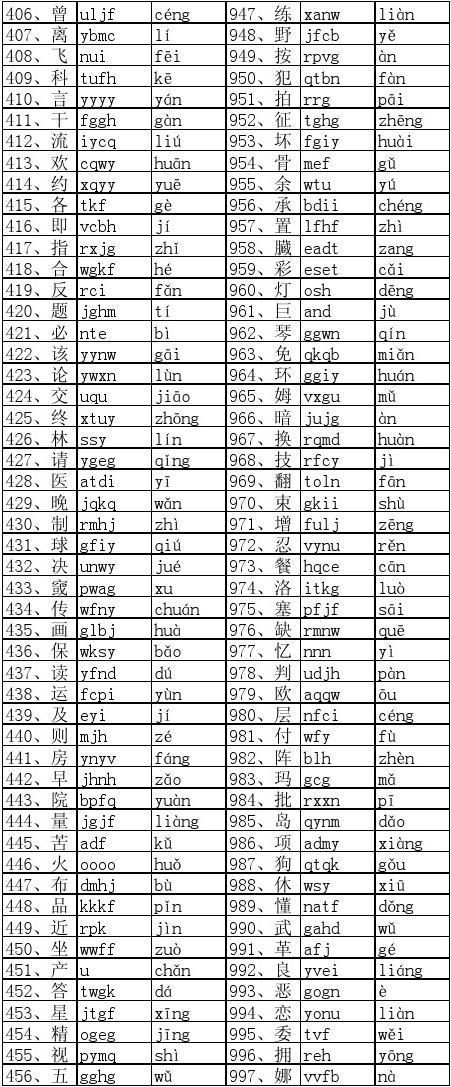 406、曾 uljf céng 947、练 xanw liàn
407、离 ybmc lí 948、野 jfcb yě
408、飞 nui fēi 949、按 rpvg àn
409、科 tufh kē 950、犯 qtbn fàn
410、言 yyyy yán 951、拍 rrg pāi
411、干 fggh gàn 952、征 tghg zhēng
412、流 iycq liú 953、坏 fgiy huài
413、欢 cqwy huān 954、骨 mef gǔ
414、约 xqyy yuē 955、余 wtu yú
415、各 tkf gè 956、承 bdii chéng
416、即 vcbh jí 957、置 lfhf zhì
417、指 rxjg zhǐ 958、臓 eadt zang
418、合 wgkf hé 959、彩 eset cǎi
419、反 rci fǎn 960、灯 osh dēng
420、题 jghm tí 961、巨 and jù
421、必 nte bì 962、琴 ggwn qín
422、该 yynw gāi 963、免 qkqb miǎn
423、论 ywxn lùn 964、环 ggiy huán
424、交 uqu jiāo 965、姆 vxgu mǔ
425、终 xtuy zhōng 966、暗 jujg àn
426、林 ssy lín 967、换 rqmd huàn
427、请 ygeg qǐng 968、技 rfcy jì
428、医 atdi yī 969、翻 toln fān
429、晚 jqkq wǎn 970、束 gkii shù
430、制 rmhj zhì 971、增 fulj zēng
431、球 gfiy qiú 972、忍 vynu rěn
432、决 unwy jué 973、餐 hqce cān
433、窢 pwag xu 974、洛 itkg luò
434、传 wfny chuán 975、塞 pfjf sāi
435、画 glbj huà 976、缺 rmnw quē
436、保 wksy bǎo 977、忆 nnn yì
437、读 yfnd dú 978、判 udjh pàn
438、运 fcpi yùn 979、欧 aqqw ōu
439、及 eyi jí 980、层 nfci céng
440、则 mjh zé 981、付 wfy fù
441、房 ynyv fáng 982、阵 blh zhèn
442、早 jhnh zǎo 983、玛 gcg mǎ
443、院 bpfq yuàn 984、批 rxxn pī
444、量 jgjf liàng 985、岛 qynm dǎo
445、苦 adf kǔ 986、项 admy xiàng
446、火 oooo huǒ 987、狗 qtqk gǒu
447、布 dmhj bù 988、休 wsy xiū
448、品 kkkf pǐn 989、懂 natf dǒng
449、近 rpk jìn 990、武 gahd wǔ
450、坐 wwff zuò 991、革 afj gé
451、产 u chǎn 992、良 yvei liáng
452、答 twgk dá 993、恶 gogn è
453、星 jtgf xīng 994、恋 yonu liàn
454、精 ogeg jīng 995、委 tvf wěi
455、视 pymq shì 996、拥 reh yōng
456、五 gghg wǔ 997、娜 vvfb nà